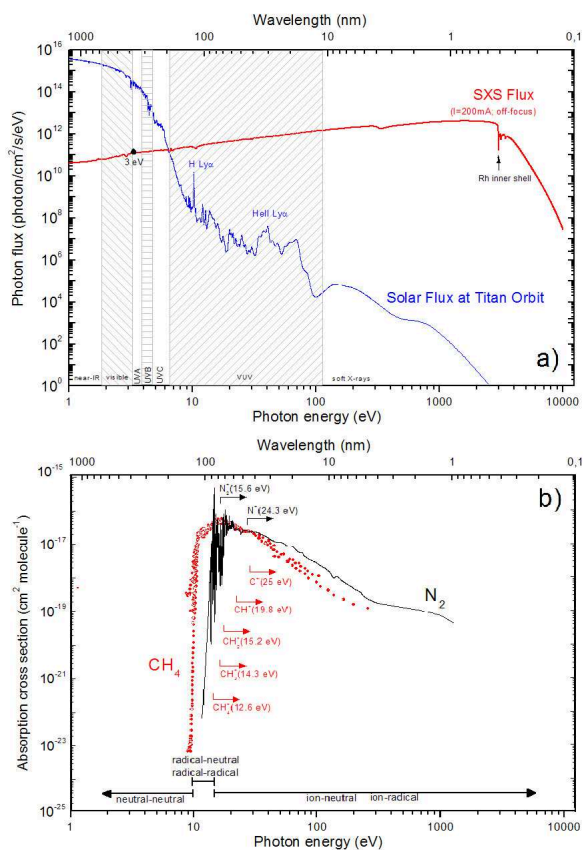 Wavelength (nm)
1000 100 10 1 0,1
10^16
10^14
10^12
10^10
10^8
10^6
10^4
10^2
10^0
Photon flux (photon/cm²/s/eV)
SXS Flux
(I=200mA; off-focus)
3 eV
H Lyα
Rh inner shell
HeII Lyα
Solar Flux at Titan Orbit
a)
near-IR visible UVA UVB UVC VUV soft X-rays
1 10 100 1000 10000
Photon energy (eV)
Wavelength (nm)
1000 100 10 1 0,1
10^-15
10^-17
10^-19
10^-21
10^-23
10^-25
Absorption cross section (cm² molecule⁻¹)
b)
N₂⁺(15.6 eV)
N⁺(24.3 eV)
C⁺(25 eV)
N₂
CH⁺(19.8 eV)
CH₂⁺(15.2 eV)
CH₄
CH₃⁺(14.3 eV)
CH₄⁺(12.6 eV)
radical-neutral
radical-radical
neutral-neutral ion-neutral ion-radical
1 10 100 1000 10000
Photon energy (eV)